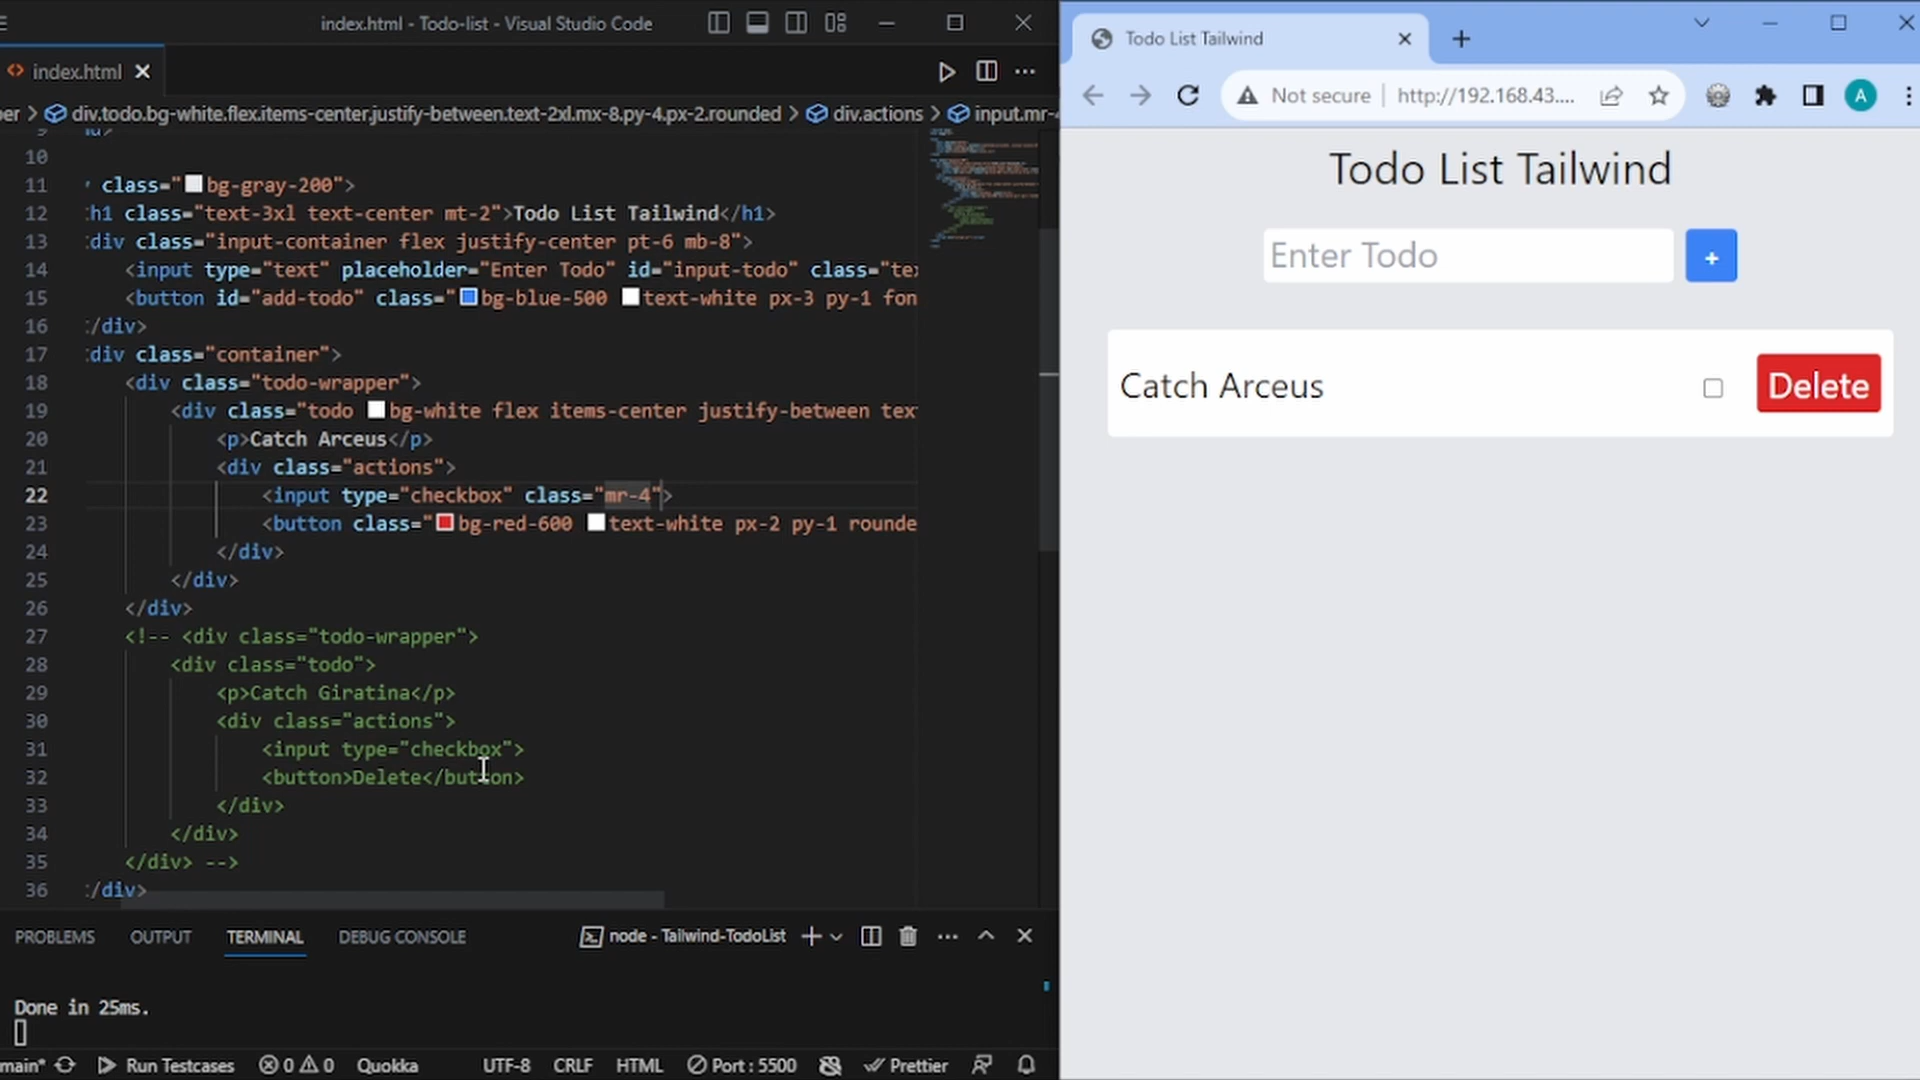 index.html - Todo-list - Visual Studio Code
index.html
div.todo.bg-white.flex.items-center.justify-between.text-2xl.mx-8.py-4.px-2.rounded > div.actions > input.mr-4
10
11 class="bg-gray-200">
12 h1 class="text-3xl text-center mt-2">Todo List Tailwind</h1>
13 div class="input-container flex justify-center pt-6 mb-8">
14 <input type="text" placeholder="Enter Todo" id="input-todo" class="te
15 <button id="add-todo" class="bg-blue-500 text-white px-3 py-1 fon
16 /div>
17 div class="container">
18 <div class="todo-wrapper">
19 <div class="todo bg-white flex items-center justify-between tex
20 <p>Catch Arceus</p>
21 <div class="actions">
22 <input type="checkbox" class="mr-4">
23 <button class="bg-red-600 text-white px-2 py-1 rounde
24 </div>
25 </div>
26 </div>
27 <!-- <div class="todo-wrapper">
28 <div class="todo">
29 <p>Catch Giratina</p>
30 <div class="actions">
31 <input type="checkbox">
32 <button>Delete</button>
33 </div>
34 </div>
35 </div> -->
36 /div>
PROBLEMS OUTPUT TERMINAL DEBUG CONSOLE node - Tailwind-TodoList
Done in 25ms.
main* Run Testcases 0 0 Quokka UTF-8 CRLF HTML Port : 5500 Prettier
Todo List Tailwind
Not secure http://192.168.43....
A
Todo List Tailwind
Enter Todo +
Catch Arceus Delete